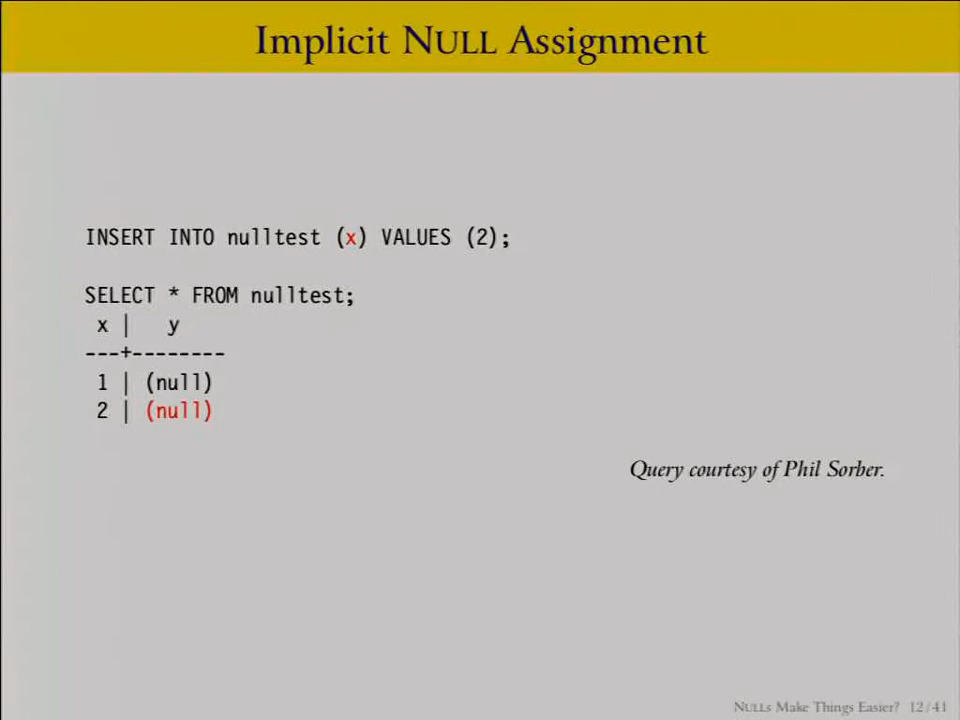 Implicit NULL Assignment
INSERT INTO nulltest (x) VALUES (2);
SELECT * FROM nulltest;
x | y
---+--------
1 | (null)
2 | (null)
Query courtesy of Phil Sorber.
NULLs Make Things Easier? 12/41